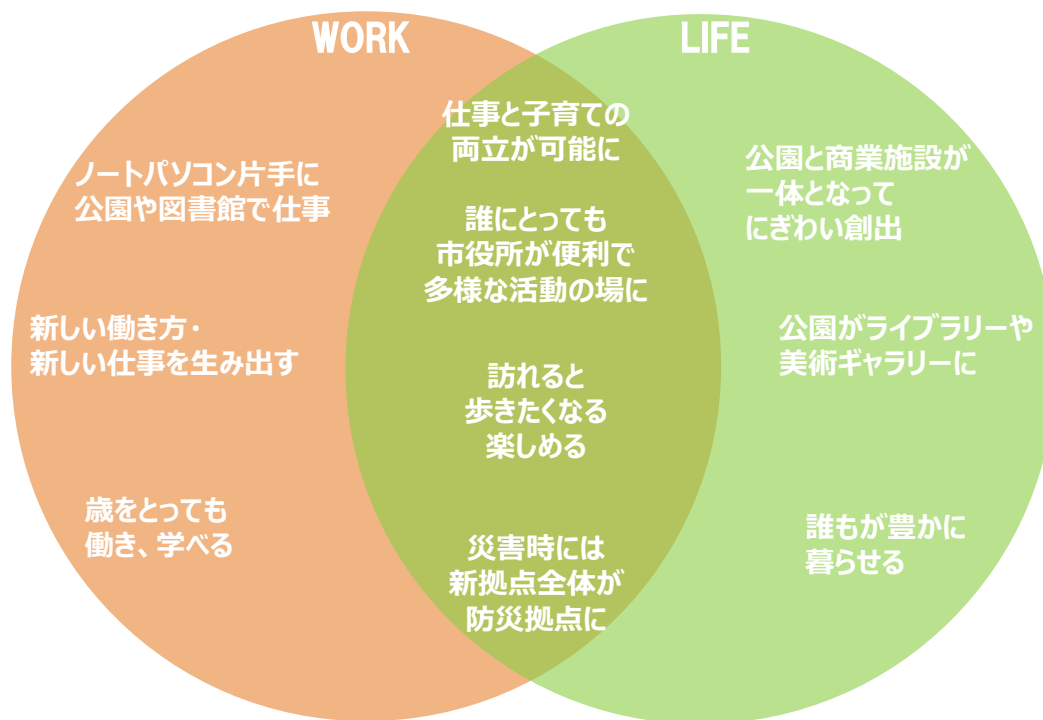 WORK
ノートパソコン片手に
公園や図書館で仕事
新しい働き方・
新しい仕事を生み出す
歳をとっても
働き、学べる
仕事と子育ての
両立が可能に
誰にとっても
市役所が便利で
多様な活動の場に
訪れると
歩きたくなる
楽しめる
災害時には
新拠点全体が
防災拠点に
LIFE
公園と商業施設が
一体となって
にぎわい創出
公園がライブラリーや
美術ギャラリーに
誰もが豊かに
暮らせる